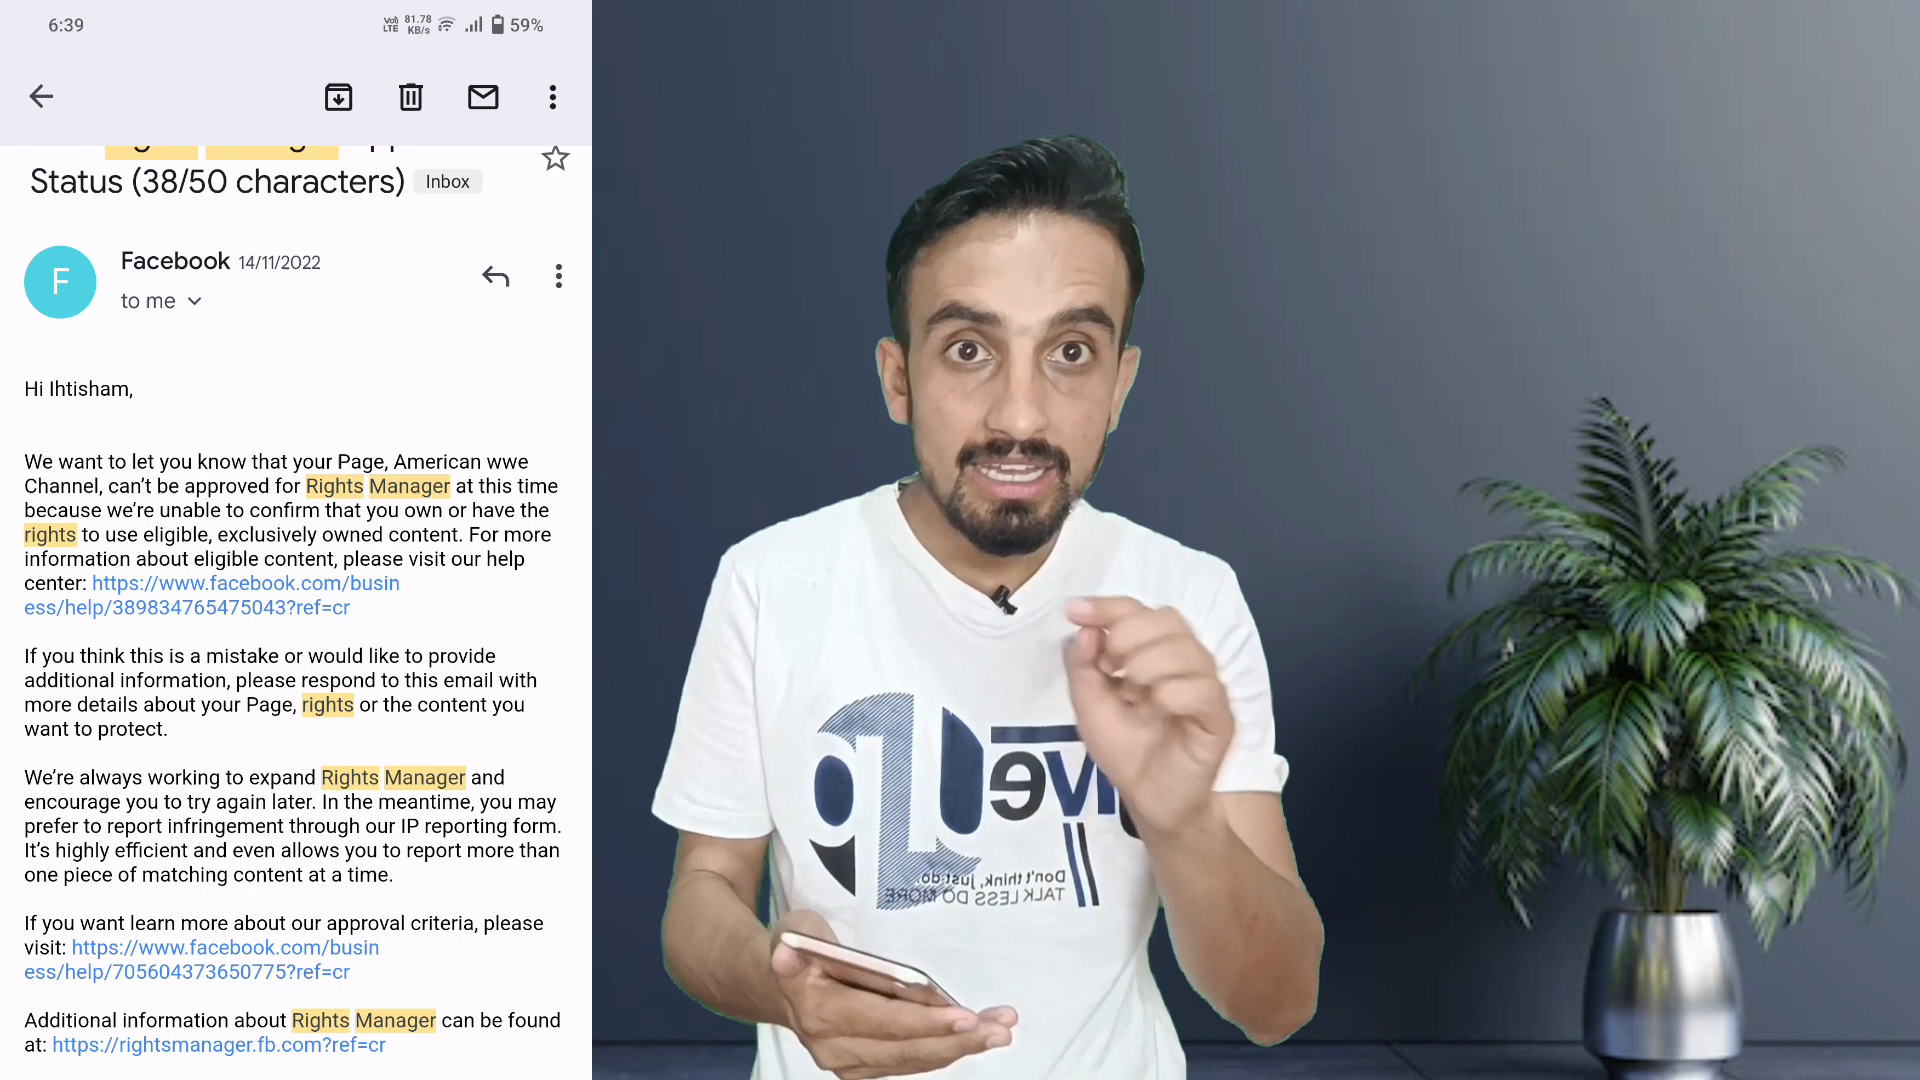 6:39
Vo) LTE 81.78 KB/s 59%
Status (38/50 characters) Inbox
F
Facebook 14/11/2022
to me
Hi Ihtisham,
We want to let you know that your Page, American wwe
Channel, can’t be approved for Rights Manager at this time
because we’re unable to confirm that you own or have the
rights to use eligible, exclusively owned content. For more
information about eligible content, please visit our help
center: https://www.facebook.com/busin
ess/help/389834765475043?ref=cr
If you think this is a mistake or would like to provide
additional information, please respond to this email with
more details about your Page, rights or the content you
want to protect.
We’re always working to expand Rights Manager and
encourage you to try again later. In the meantime, you may
prefer to report infringement through our IP reporting form.
It’s highly efficient and even allows you to report more than
one piece of matching content at a time.
If you want learn more about our approval criteria, please
visit: https://www.facebook.com/busin
ess/help/705604373650775?ref=cr
Additional information about Rights Manager can be found
at: https://rightsmanager.fb.com?ref=cr
Don't think, just do.
TALK LESS DO MORE